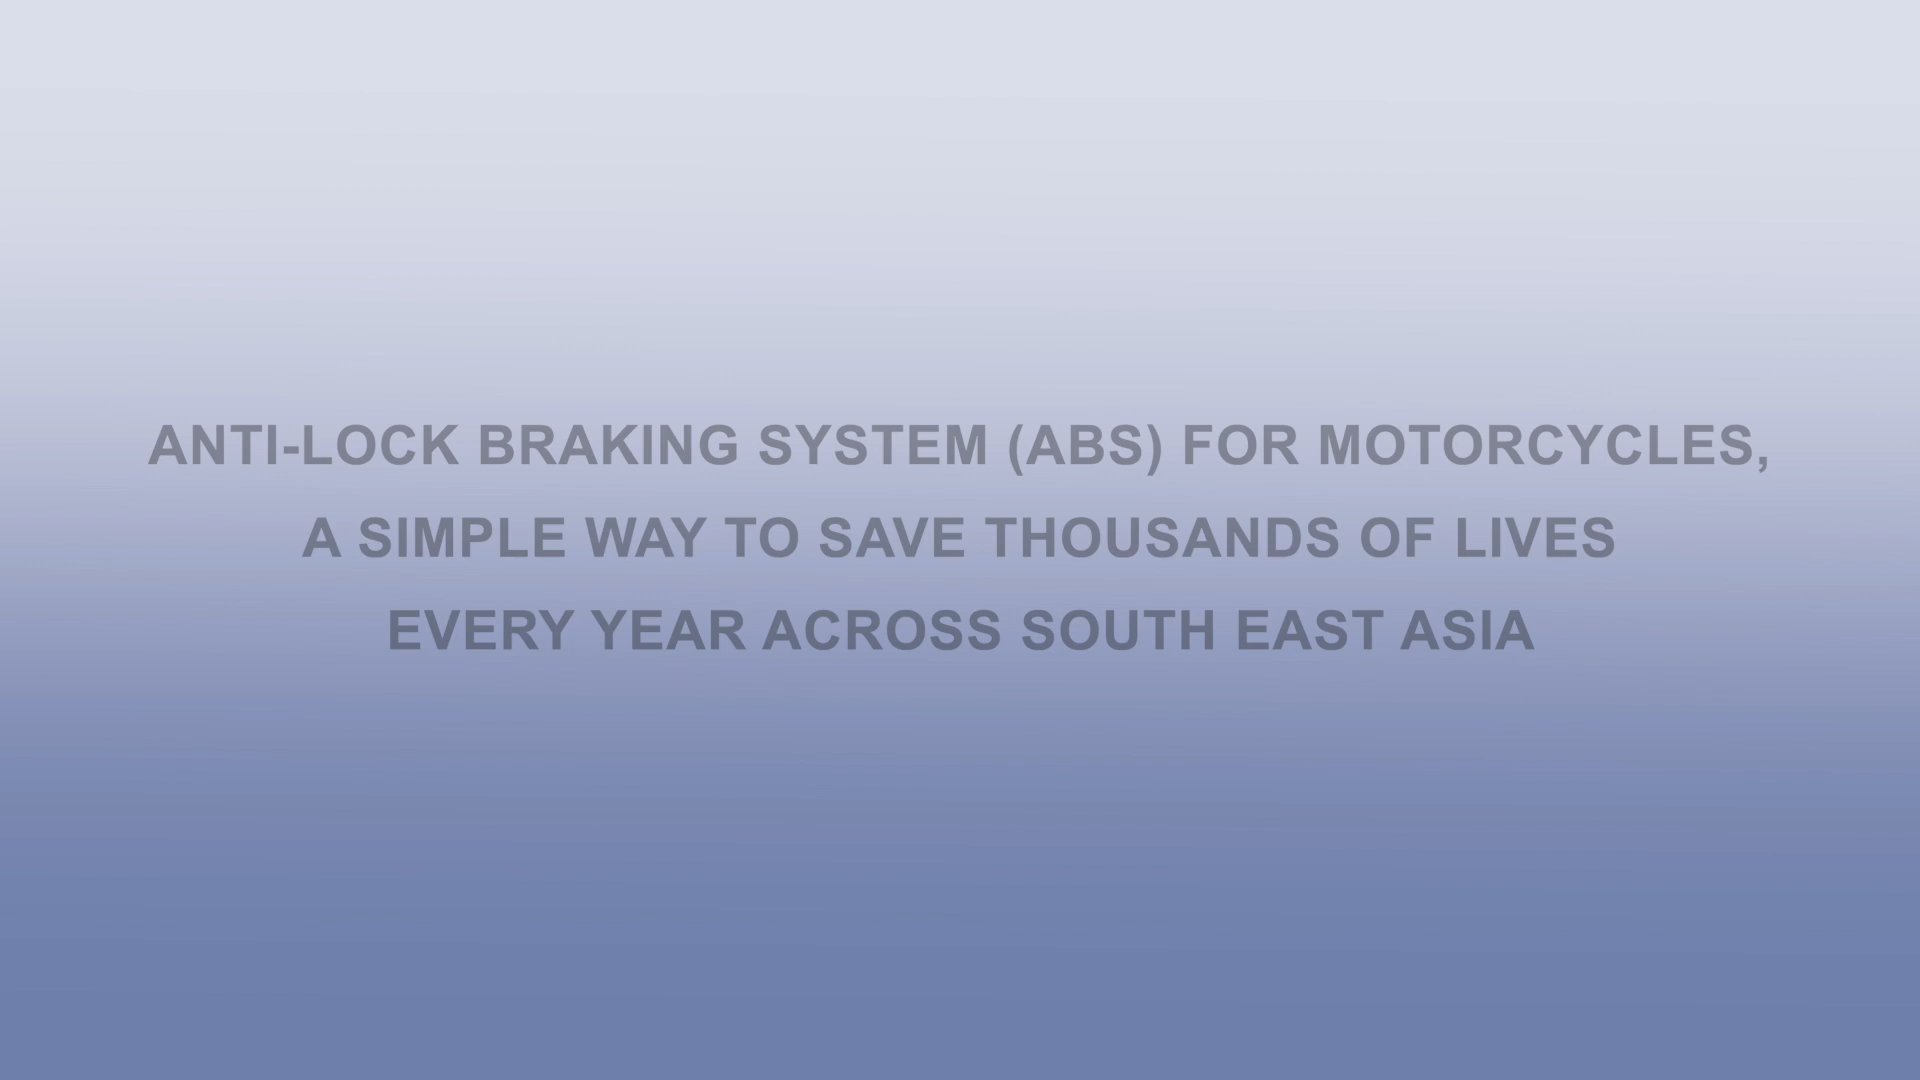 ANTI-LOCK BRAKING SYSTEM (ABS) FOR MOTORCYCLES,
A SIMPLE WAY TO SAVE THOUSANDS OF LIVES
EVERY YEAR ACROSS SOUTH EAST ASIA